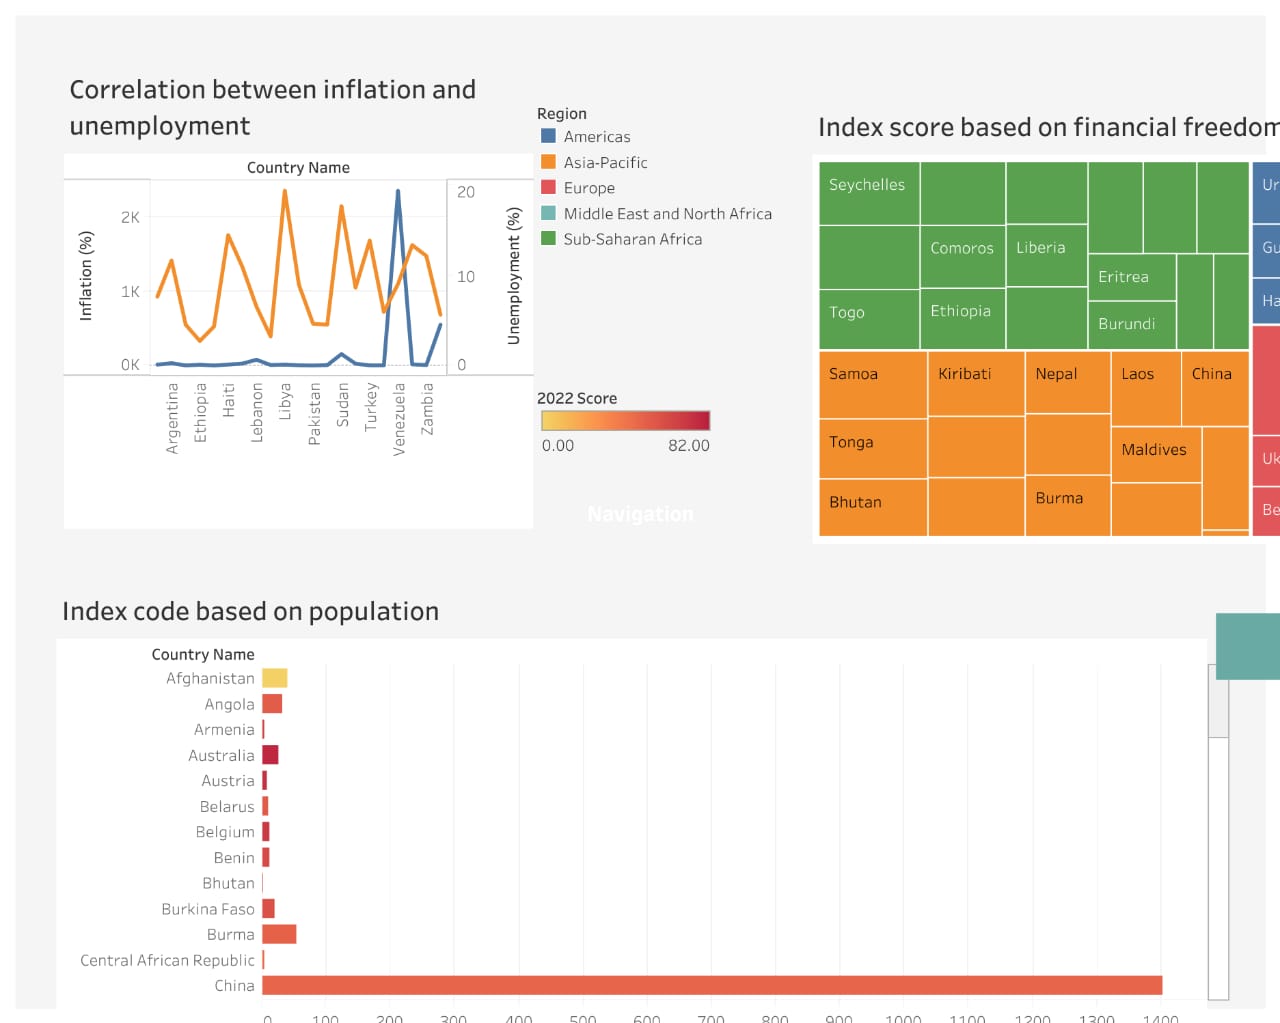 Correlation between inflation and
unemployment
Country Name
Inflation (%)
2K
1K
0K
20
10
0
Unemployment (%)
Argentina
Ethiopia
Haiti
Lebanon
Libya
Pakistan
Sudan
Turkey
Venezuela
Zambia
Region
Americas
Asia-Pacific
Europe
Middle East and North Africa
Sub-Saharan Africa
2022 Score
0.00 82.00
Navigation
Index score based on financial freedom
Seychelles
Comoros
Liberia
Togo
Ethiopia
Eritrea
Burundi
Samoa
Kiribati
Nepal
Laos
China
Tonga
Maldives
Bhutan
Burma
Ur
Gu
Ha
Uk
Be
Index code based on population
Country Name
Afghanistan
Angola
Armenia
Australia
Austria
Belarus
Belgium
Benin
Bhutan
Burkina Faso
Burma
Central African Republic
China
0 100 200 300 400 500 600 700 800 900 1000 1100 1200 1300 1400